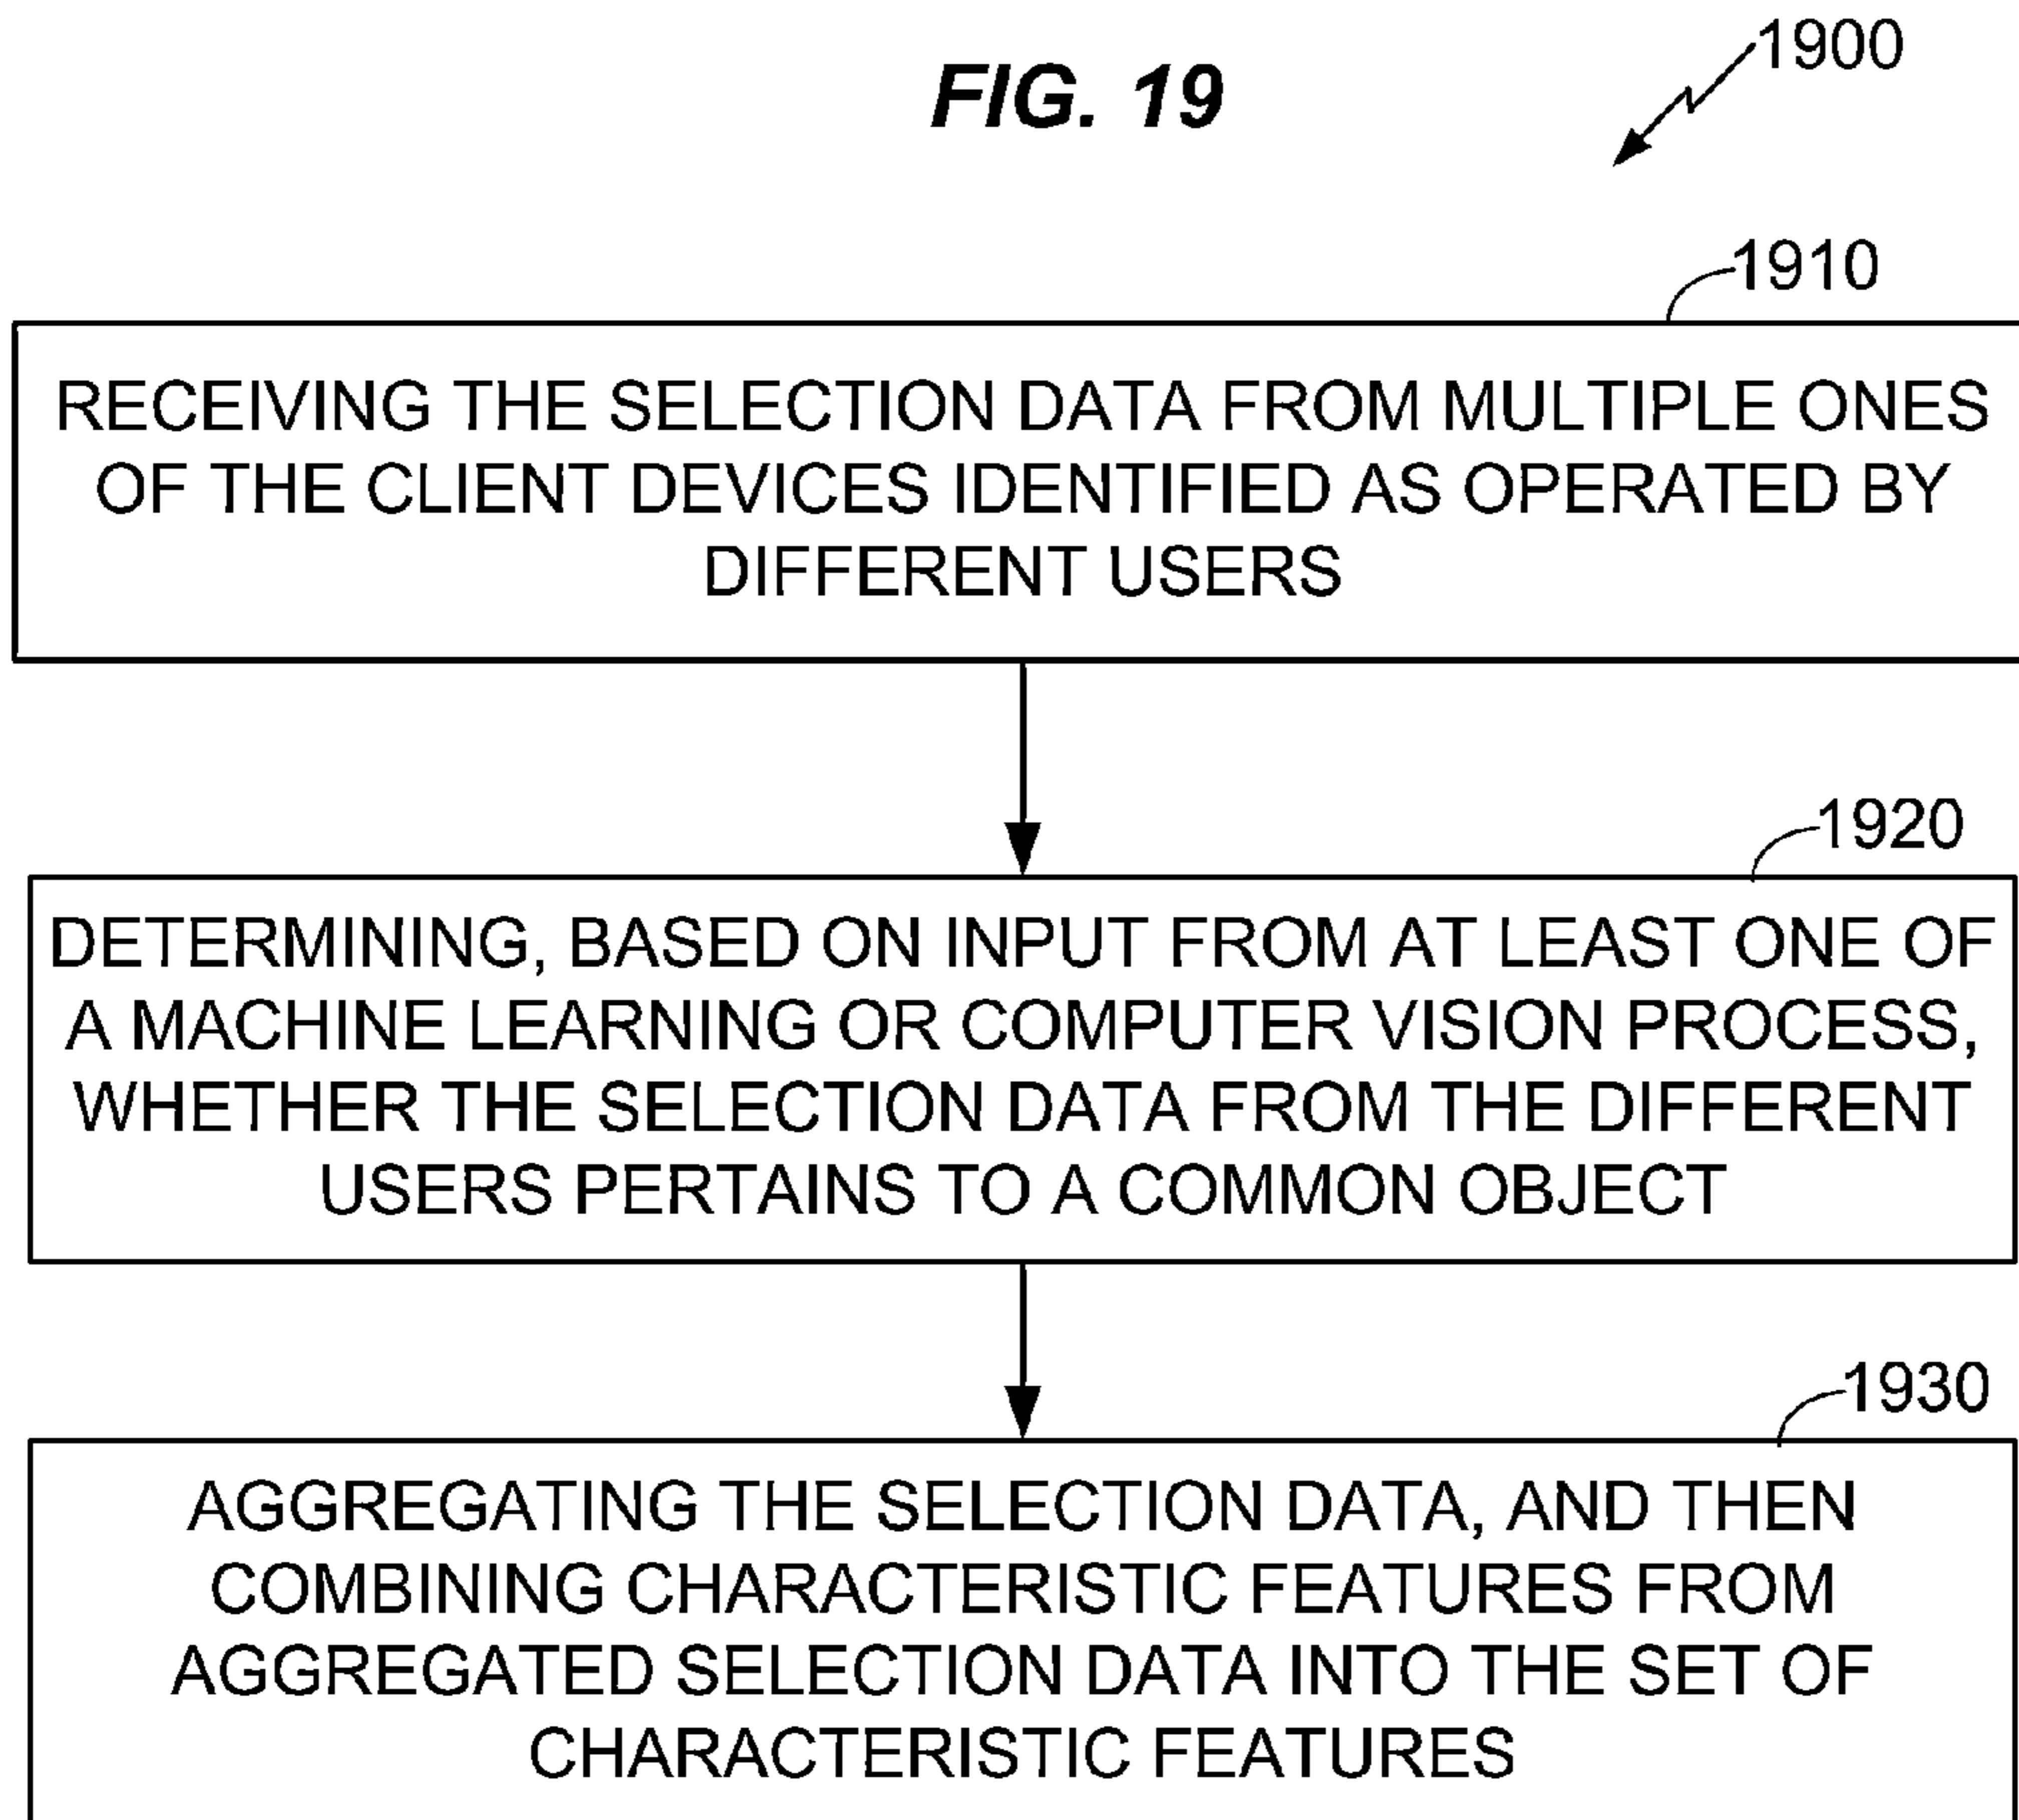 FIG. 19
1900
1910
RECEIVING THE SELECTION DATA FROM MULTIPLE ONES
OF THE CLIENT DEVICES IDENTIFIED AS OPERATED BY
DIFFERENT USERS
1920
DETERMINING, BASED ON INPUT FROM AT LEAST ONE OF
A MACHINE LEARNING OR COMPUTER VISION PROCESS,
WHETHER THE SELECTION DATA FROM THE DIFFERENT
USERS PERTAINS TO A COMMON OBJECT
1930
AGGREGATING THE SELECTION DATA, AND THEN
COMBINING CHARACTERISTIC FEATURES FROM
AGGREGATED SELECTION DATA INTO THE SET OF
CHARACTERISTIC FEATURES